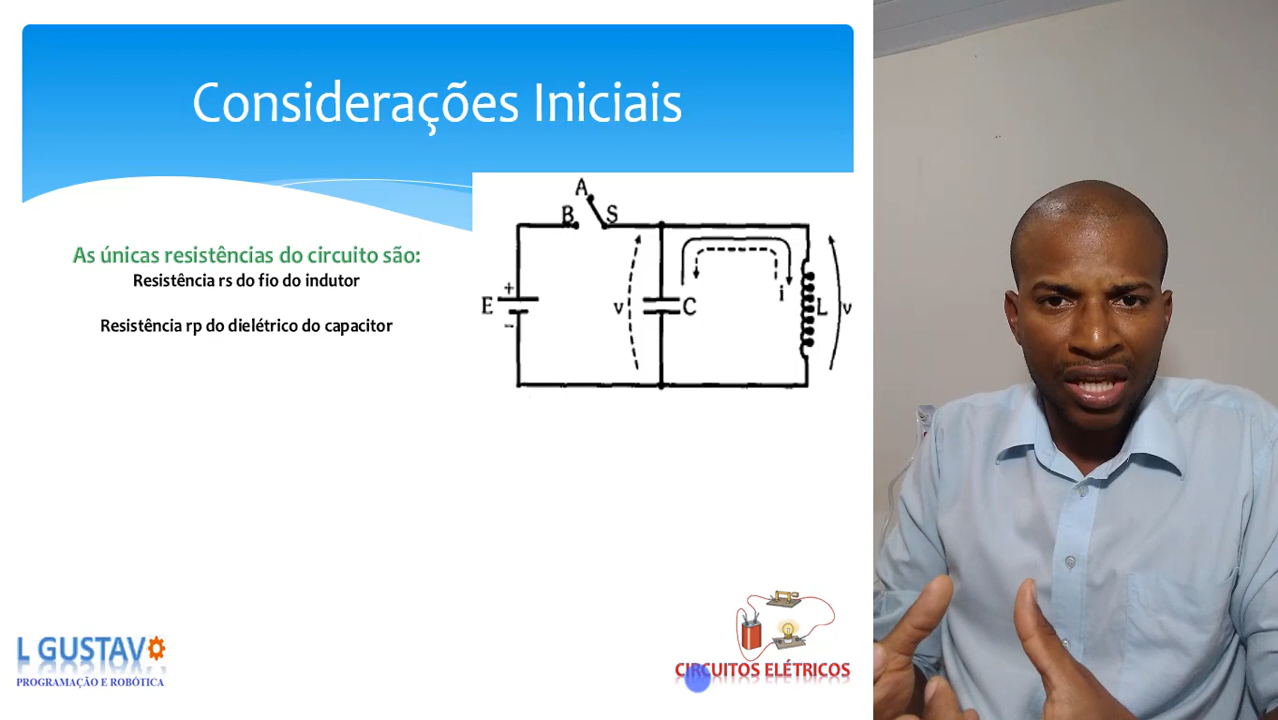 Considerações Iniciais
As únicas resistências do circuito são:
Resistência rs do fio do indutor
Resistência rp do dielétrico do capacitor
A
B
S
+
E
−
v
C
i
L
v
L GUSTAVO
PROGRAMAÇÃO E ROBÓTICA
CIRCUITOS ELÉTRICOS